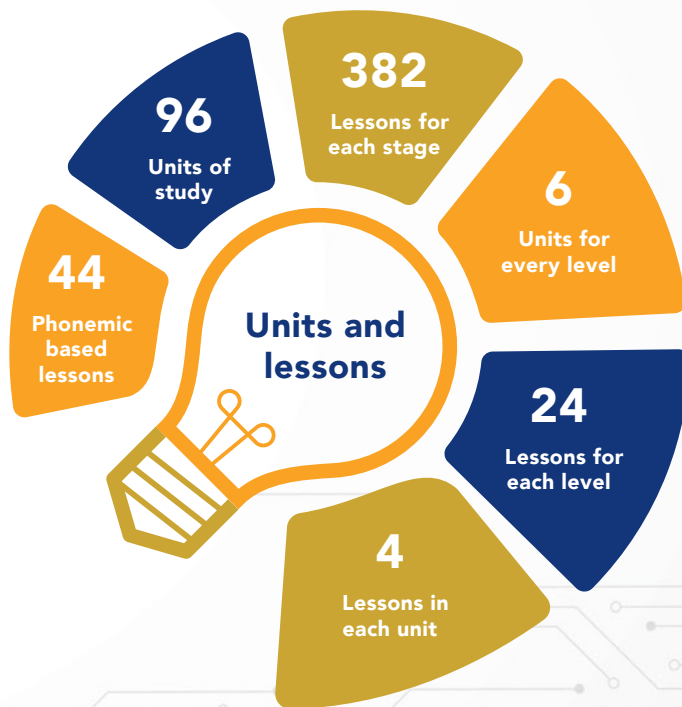 Units and
lessons
44
Phonemic
based
lessons
96
Units of
study
382
Lessons for
each stage
6
Units for
every level
24
Lessons for
each level
4
Lessons in
each unit